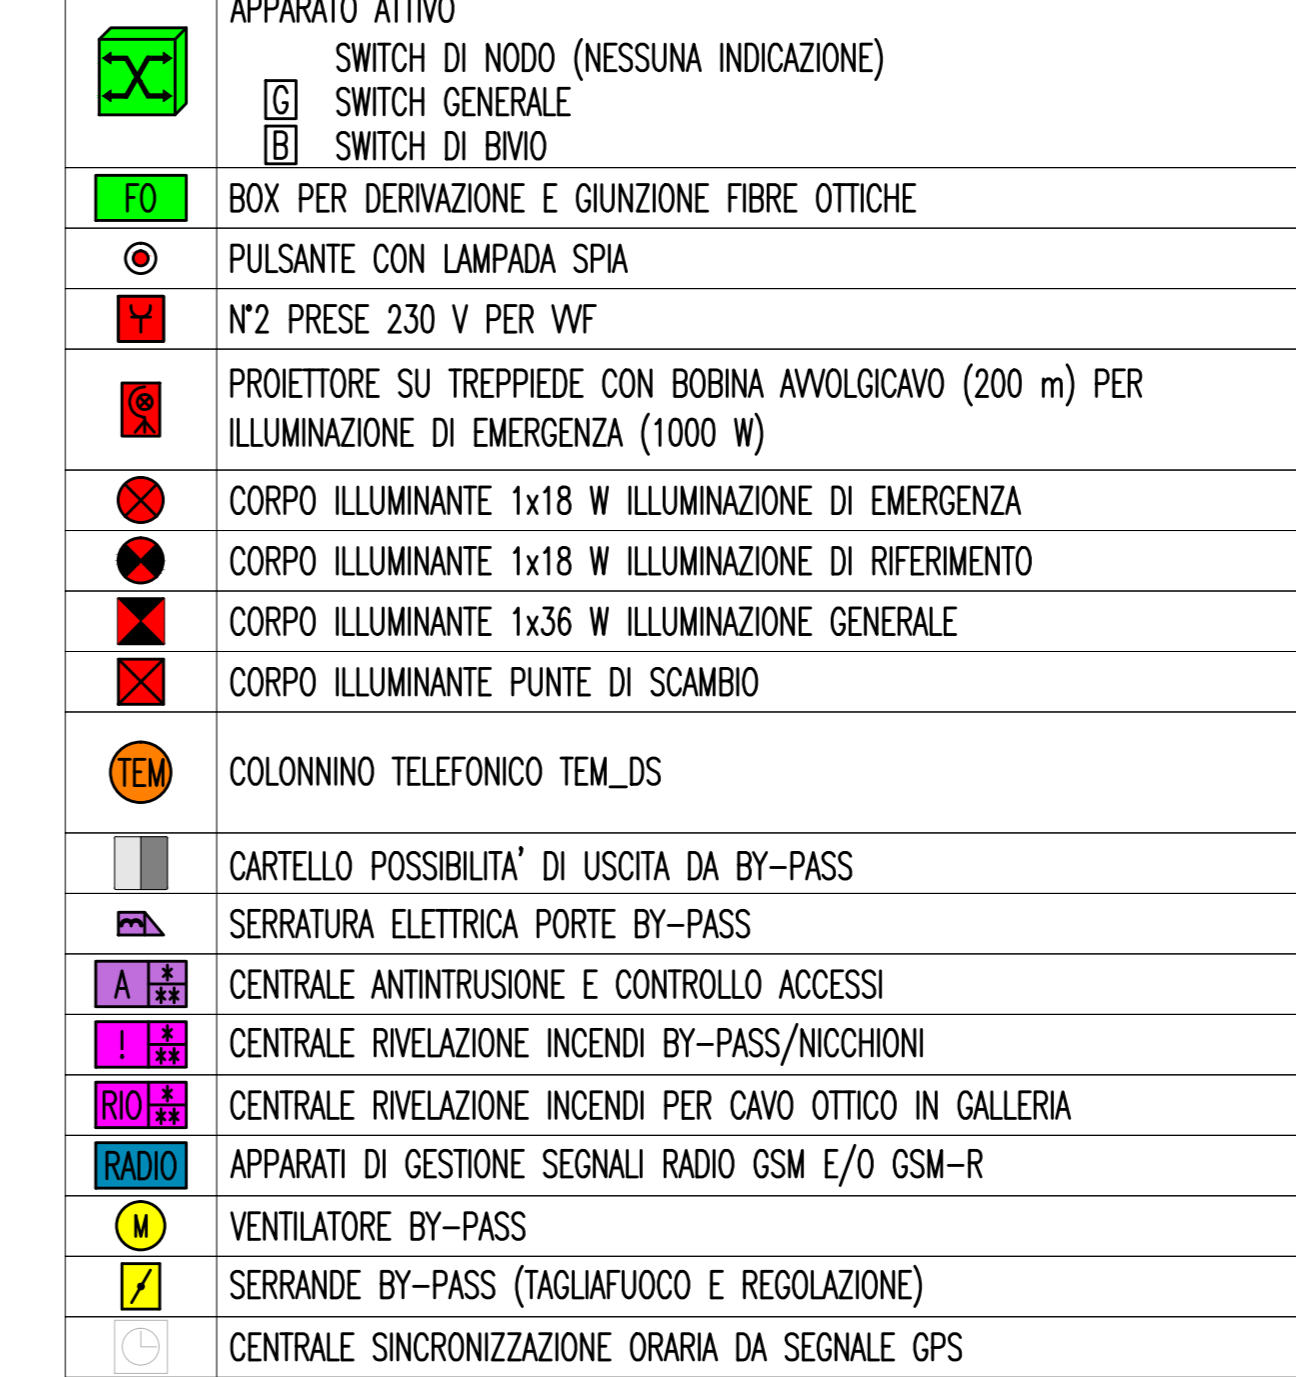 APPARATO ATTIVO
SWITCH DI NODO (NESSUNA INDICAZIONE)
G SWITCH GENERALE
B SWITCH DI BIVIO
FO BOX PER DERIVAZIONE E GIUNZIONE FIBRE OTTICHE
PULSANTE CON LAMPADA SPIA
N°2 PRESE 230 V PER VVF
PROIETTORE SU TREPPIEDE CON BOBINA AVVOLGICAVO (200 m) PER
ILLUMINAZIONE DI EMERGENZA (1000 W)
CORPO ILLUMINANTE 1x18 W ILLUMINAZIONE DI EMERGENZA
CORPO ILLUMINANTE 1x18 W ILLUMINAZIONE DI RIFERIMENTO
CORPO ILLUMINANTE 1x36 W ILLUMINAZIONE GENERALE
CORPO ILLUMINANTE PUNTE DI SCAMBIO
TEM COLONNINO TELEFONICO TEM_DS
CARTELLO POSSIBILITA' DI USCITA DA BY-PASS
SERRATURA ELETTRICA PORTE BY-PASS
A * ** CENTRALE ANTINTRUSIONE E CONTROLLO ACCESSI
! * ** CENTRALE RIVELAZIONE INCENDI BY-PASS/NICCHIONI
RIO * ** CENTRALE RIVELAZIONE INCENDI PER CAVO OTTICO IN GALLERIA
RADIO APPARATI DI GESTIONE SEGNALI RADIO GSM E/O GSM-R
M VENTILATORE BY-PASS
SERRANDE BY-PASS (TAGLIAFUOCO E REGOLAZIONE)
CENTRALE SINCRONIZZAZIONE ORARIA DA SEGNALE GPS